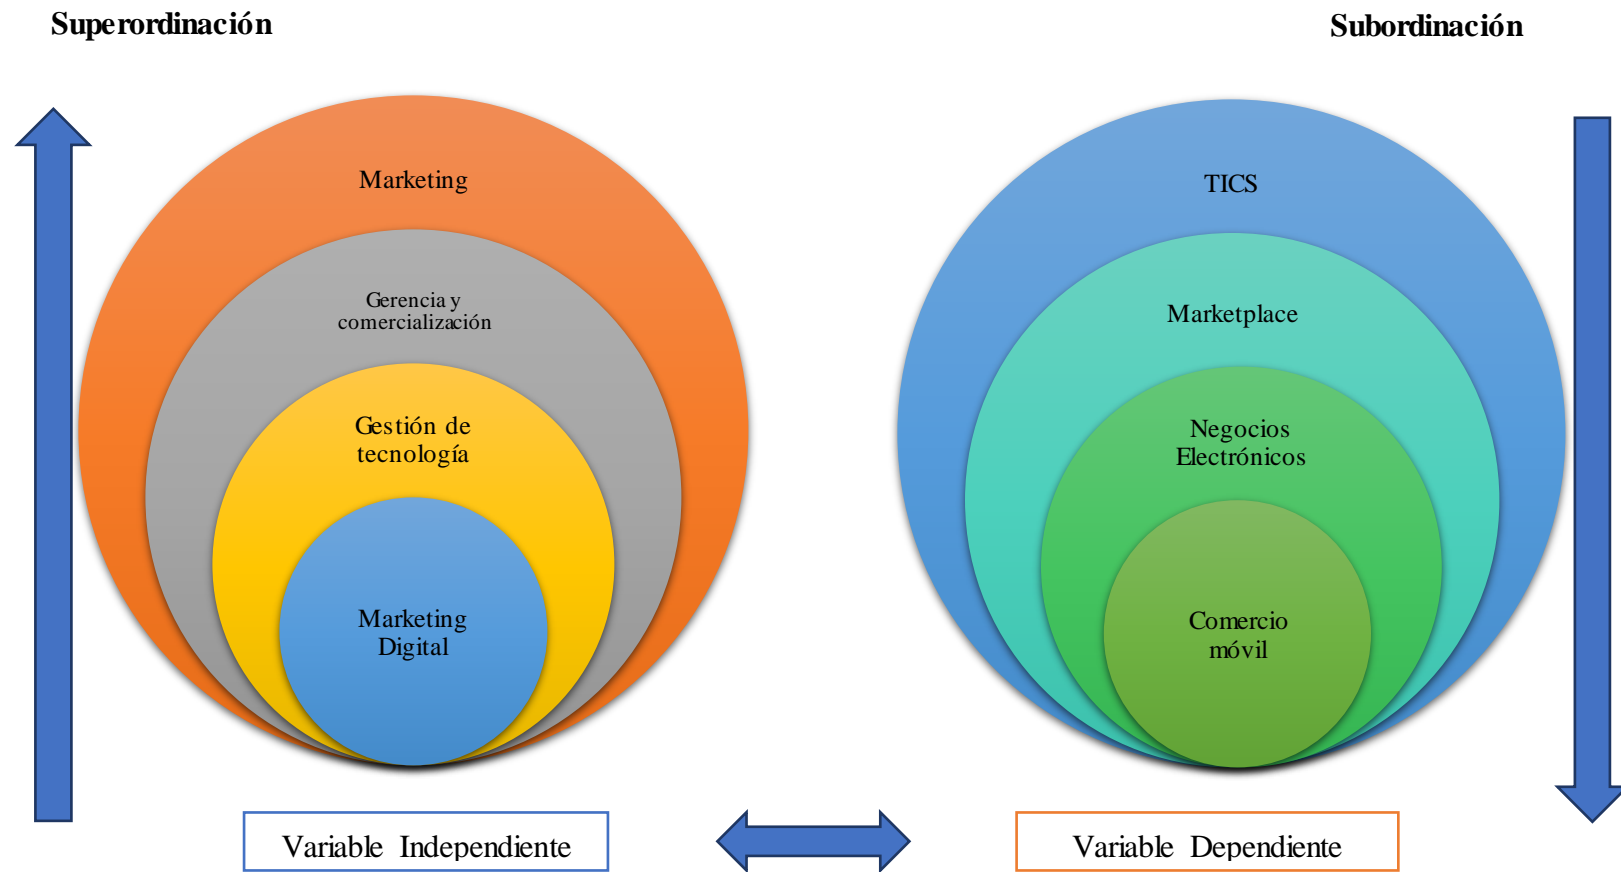 Superordinación
Subordinación
Marketing
Gerencia y
comercialización
Gestión de
tecnología
Marketing
Digital
TICS
Marketplace
Negocios
Electrónicos
Comercio
móvil
Variable Independiente
Variable Dependiente